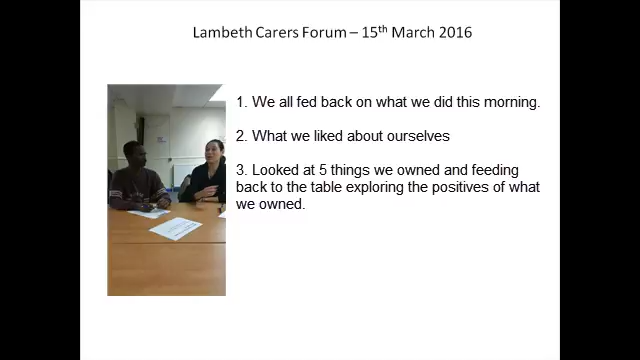 Lambeth Carers Forum – 15th March 2016
1. We all fed back on what we did this morning.
2. What we liked about ourselves
3. Looked at 5 things we owned and feeding
back to the table exploring the positives of what
we owned.